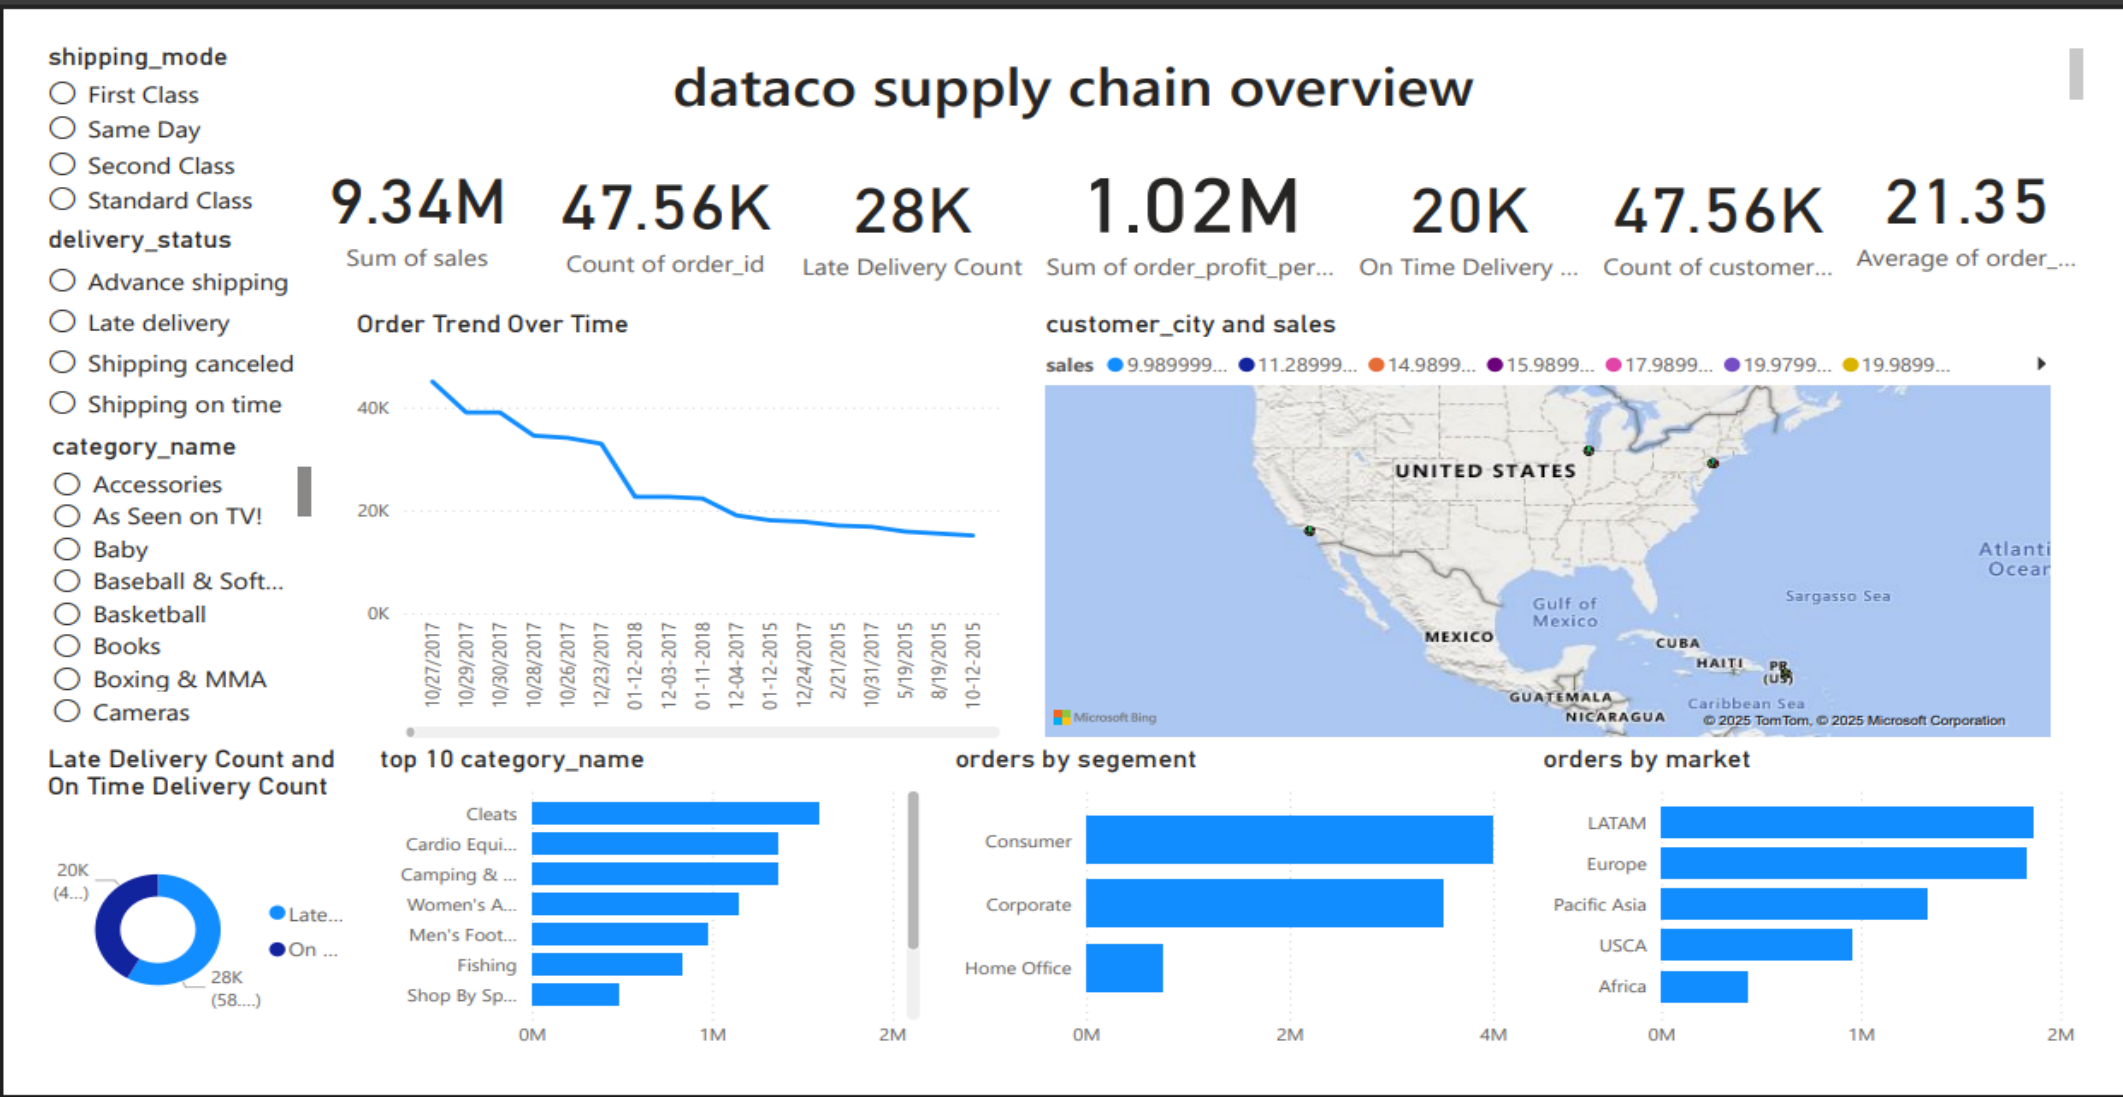 dataco supply chain overview
shipping_mode
First Class
Same Day
Second Class
Standard Class
delivery_status
Advance shipping
Late delivery
Shipping canceled
Shipping on time
category_name
Accessories
As Seen on TV!
Baby
Baseball & Soft...
Basketball
Books
Boxing & MMA
Cameras
9.34M
Sum of sales
47.56K
Count of order_id
28K
Late Delivery Count
1.02M
Sum of order_profit_per...
20K
On Time Delivery ...
47.56K
Count of customer...
21.35
Average of order_...
Order Trend Over Time
40K
20K
0K
10/27/2017
10/29/2017
10/30/2017
10/28/2017
10/26/2017
12/23/2017
01-12-2018
12-03-2017
01-11-2018
12-04-2017
01-12-2015
12/24/2017
2/21/2015
10/31/2017
5/19/2015
8/19/2015
10-12-2015
customer_city and sales
sales 9.989999... 11.28999... 14.9899... 15.9899... 17.9899... 19.9799... 19.9899...
UNITED STATES
Atlanti
Ocear
Sargasso Sea
Gulf of
Mexico
MEXICO
CUBA
HAITI
PR
(US)
GUATEMALA
Caribbean Sea
NICARAGUA
Microsoft Bing
© 2025 TomTom, © 2025 Microsoft Corporation
Late Delivery Count and
On Time Delivery Count
20K
(4...)
28K
(58....)
Late...
On ...
top 10 category_name
Cleats
Cardio Equi...
Camping & ...
Women's A...
Men's Foot...
Fishing
Shop By Sp...
0M 1M 2M
orders by segement
Consumer
Corporate
Home Office
0M 2M 4M
orders by market
LATAM
Europe
Pacific Asia
USCA
Africa
0M 1M 2M